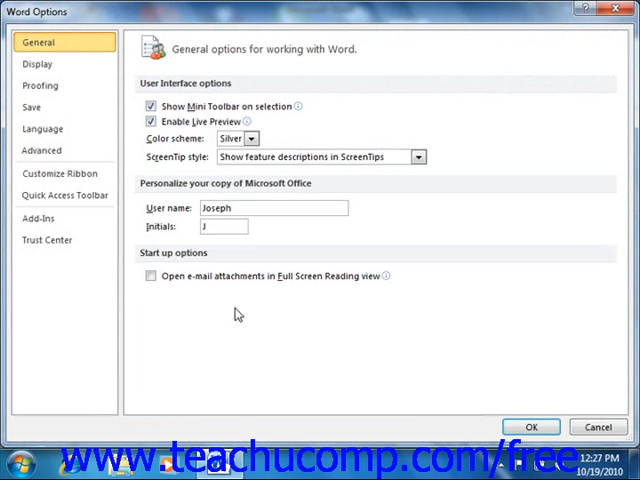 Word Options
General
Display
Proofing
Save
Language
Advanced
Customize Ribbon
Quick Access Toolbar
Add-Ins
Trust Center
General options for working with Word.
User Interface options
Show Mini Toolbar on selection
Enable Live Preview
Color scheme: Silver
ScreenTip style: Show feature descriptions in ScreenTips
Personalize your copy of Microsoft Office
User name: Joseph
Initials: J
Start up options
Open e-mail attachments in Full Screen Reading view
OK Cancel
www.teachucomp.com/free
12:27 PM
10/19/2010